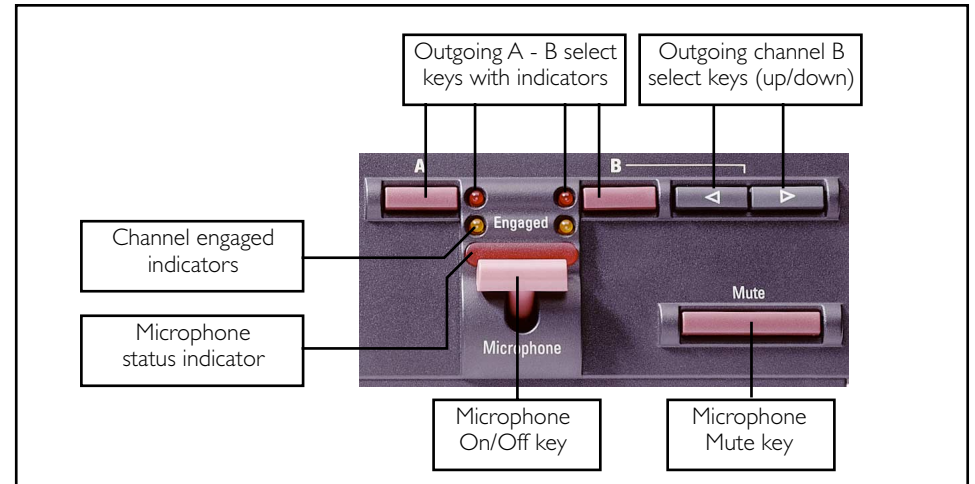 Outgoing A - B select
keys with indicators
Outgoing channel B
select keys (up/down)
A
B
Engaged
Channel engaged
indicators
Mute
Microphone
status indicator
Microphone
Microphone
On/Off key
Microphone
Mute key